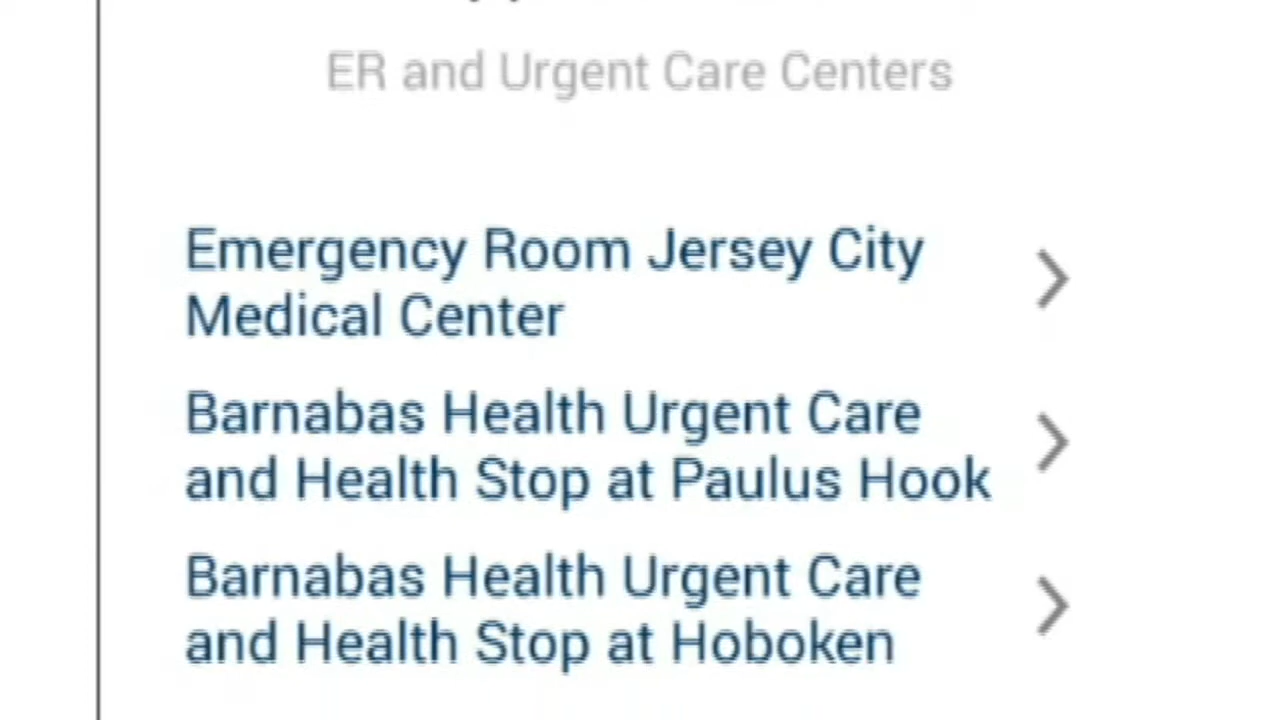 ER and Urgent Care Centers
Emergency Room Jersey City
Medical Center
Barnabas Health Urgent Care
and Health Stop at Paulus Hook
Barnabas Health Urgent Care
and Health Stop at Hoboken